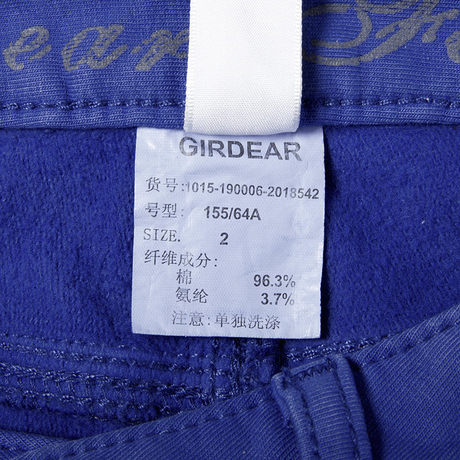 GIRDEAR
货号:1015-190006-2018542
号型: 155/64A
SIZE. 2
纤维成分:
棉 96.3%
氨纶 3.7%
注意:单独洗涤